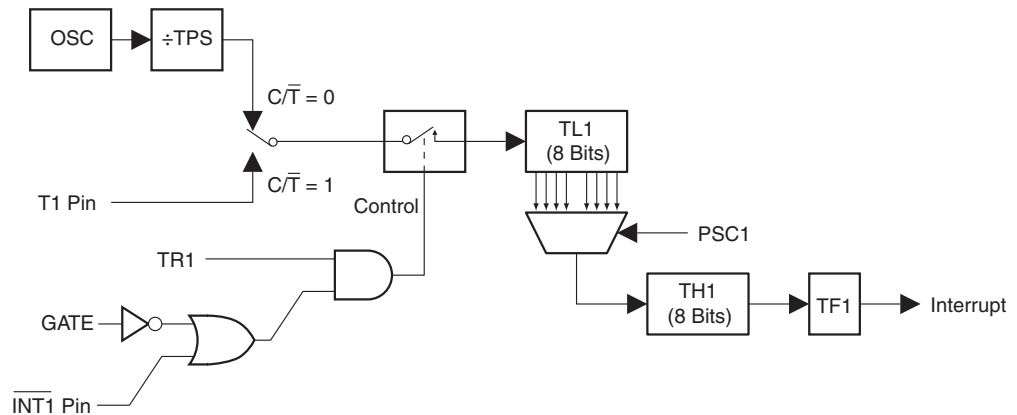 OSC
÷TPS
C/T̅ = 0
TL1
(8 Bits)
C/T̅ = 1
T1 Pin
Control
PSC1
TR1
TH1
(8 Bits)
TF1
Interrupt
GATE
I̅N̅T̅1̅ Pin